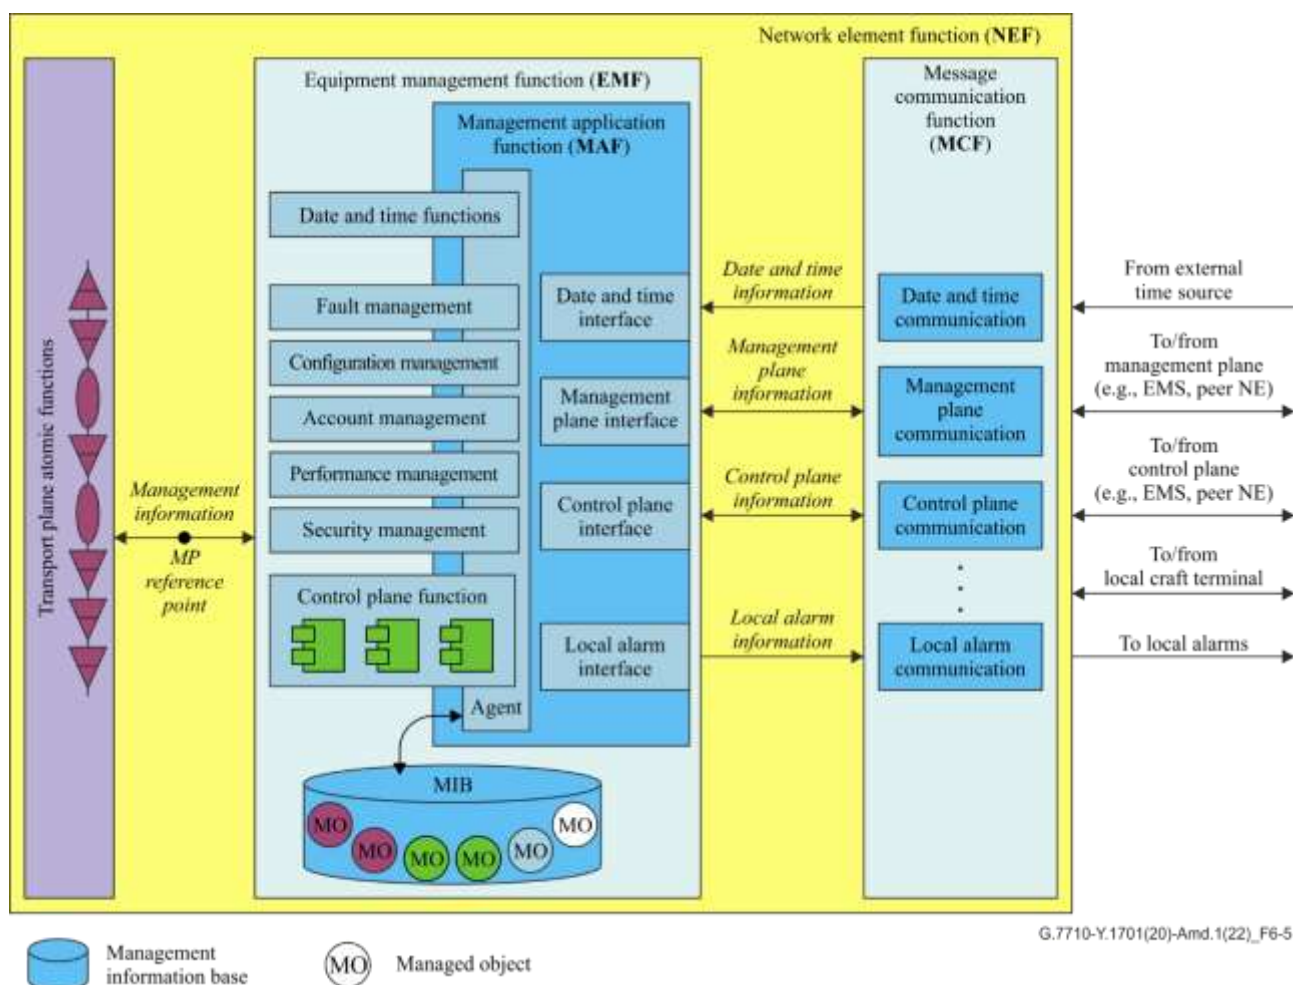 Network element function (NEF)
Equipment management function (EMF)
Message
communication
function
(MCF)
Management application
function (MAF)
Date and time functions
Fault management
Configuration management
Account management
Performance management
Security management
Control plane function
Agent
Date and time
interface
Management
plane interface
Control plane
interface
Local alarm
interface
Transport plane atomic functions
Management
information
MP
reference
point
Date and time
information
Management
plane
information
Control plane
information
Local alarm
information
Date and time
communication
Management
plane
communication
Control plane
communication
Local alarm
communication
From external
time source
To/from
management plane
(e.g., EMS, peer NE)
To/from
control plane
(e.g., EMS, peer NE)
To/from
local craft terminal
To local alarms
MIB
MO
MO
MO
MO
MO
MO
G.7710-Y.1701(20)-Amd.1(22)_F6-5
Management
information base
MO
Managed object